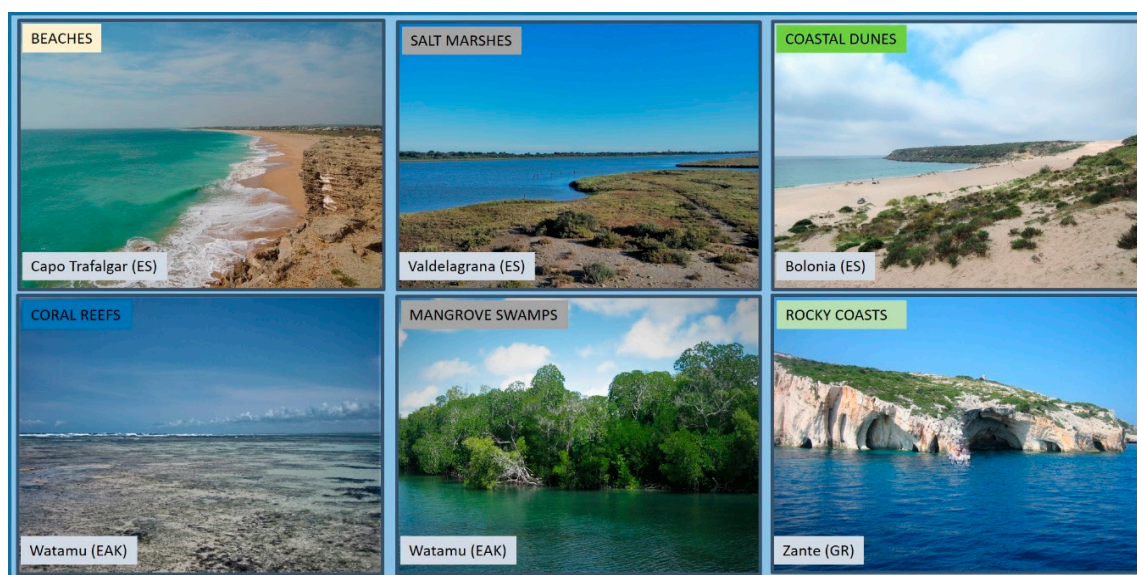 BEACHES
Capo Trafalgar (ES)
SALT MARSHES
Valdelagrana (ES)
COASTAL DUNES
Bolonia (ES)
CORAL REEFS
Watamu (EAK)
MANGROVE SWAMPS
Watamu (EAK)
ROCKY COASTS
Zante (GR)